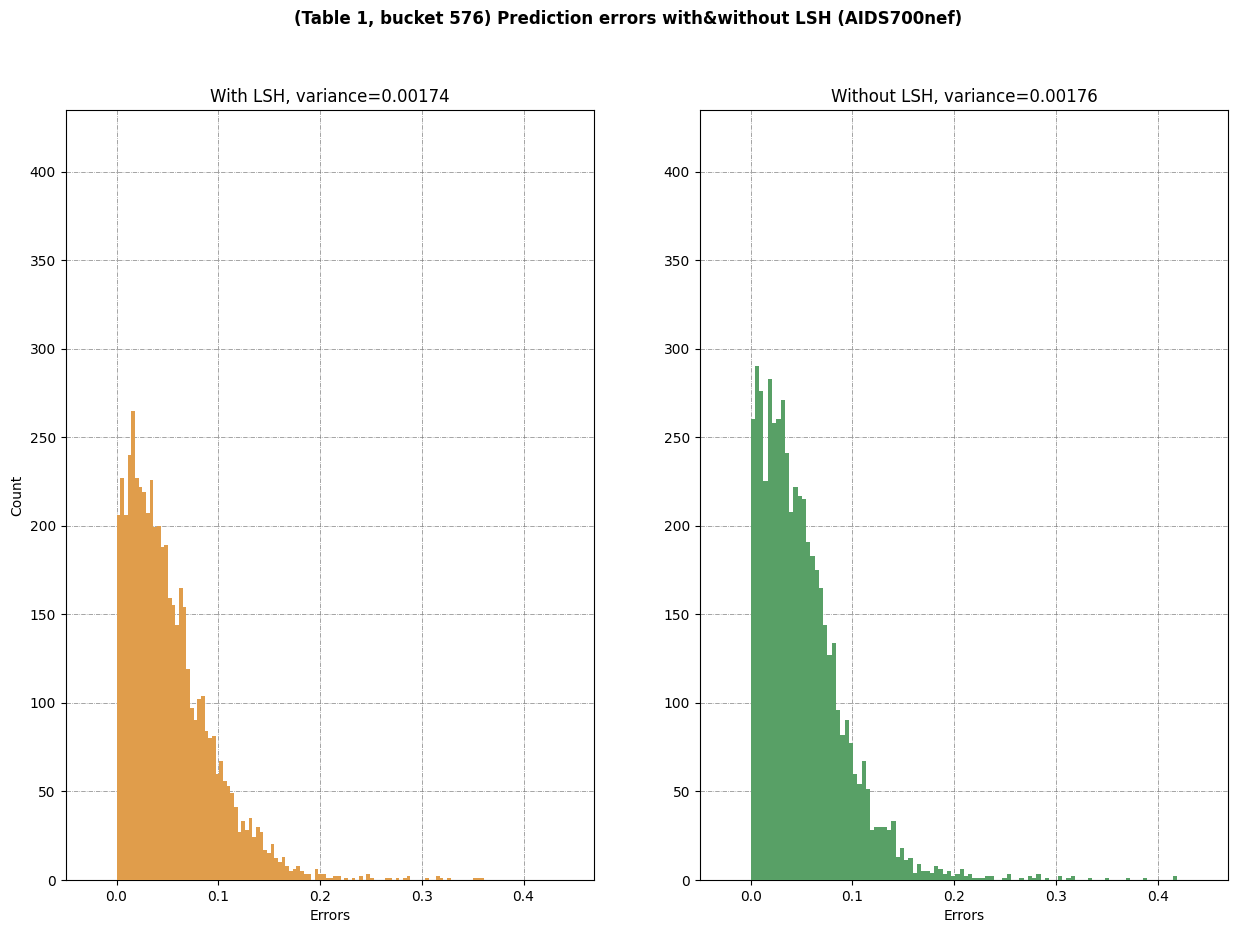 (Table 1, bucket 576) Prediction errors with&without LSH (AIDS700nef)
With LSH, variance=0.00174
400
350
300
250
200
150
100
50
0
Count
0.0 0.1 0.2 0.3 0.4
Errors
Without LSH, variance=0.00176
400
350
300
250
200
150
100
50
0
0.0 0.1 0.2 0.3 0.4
Errors